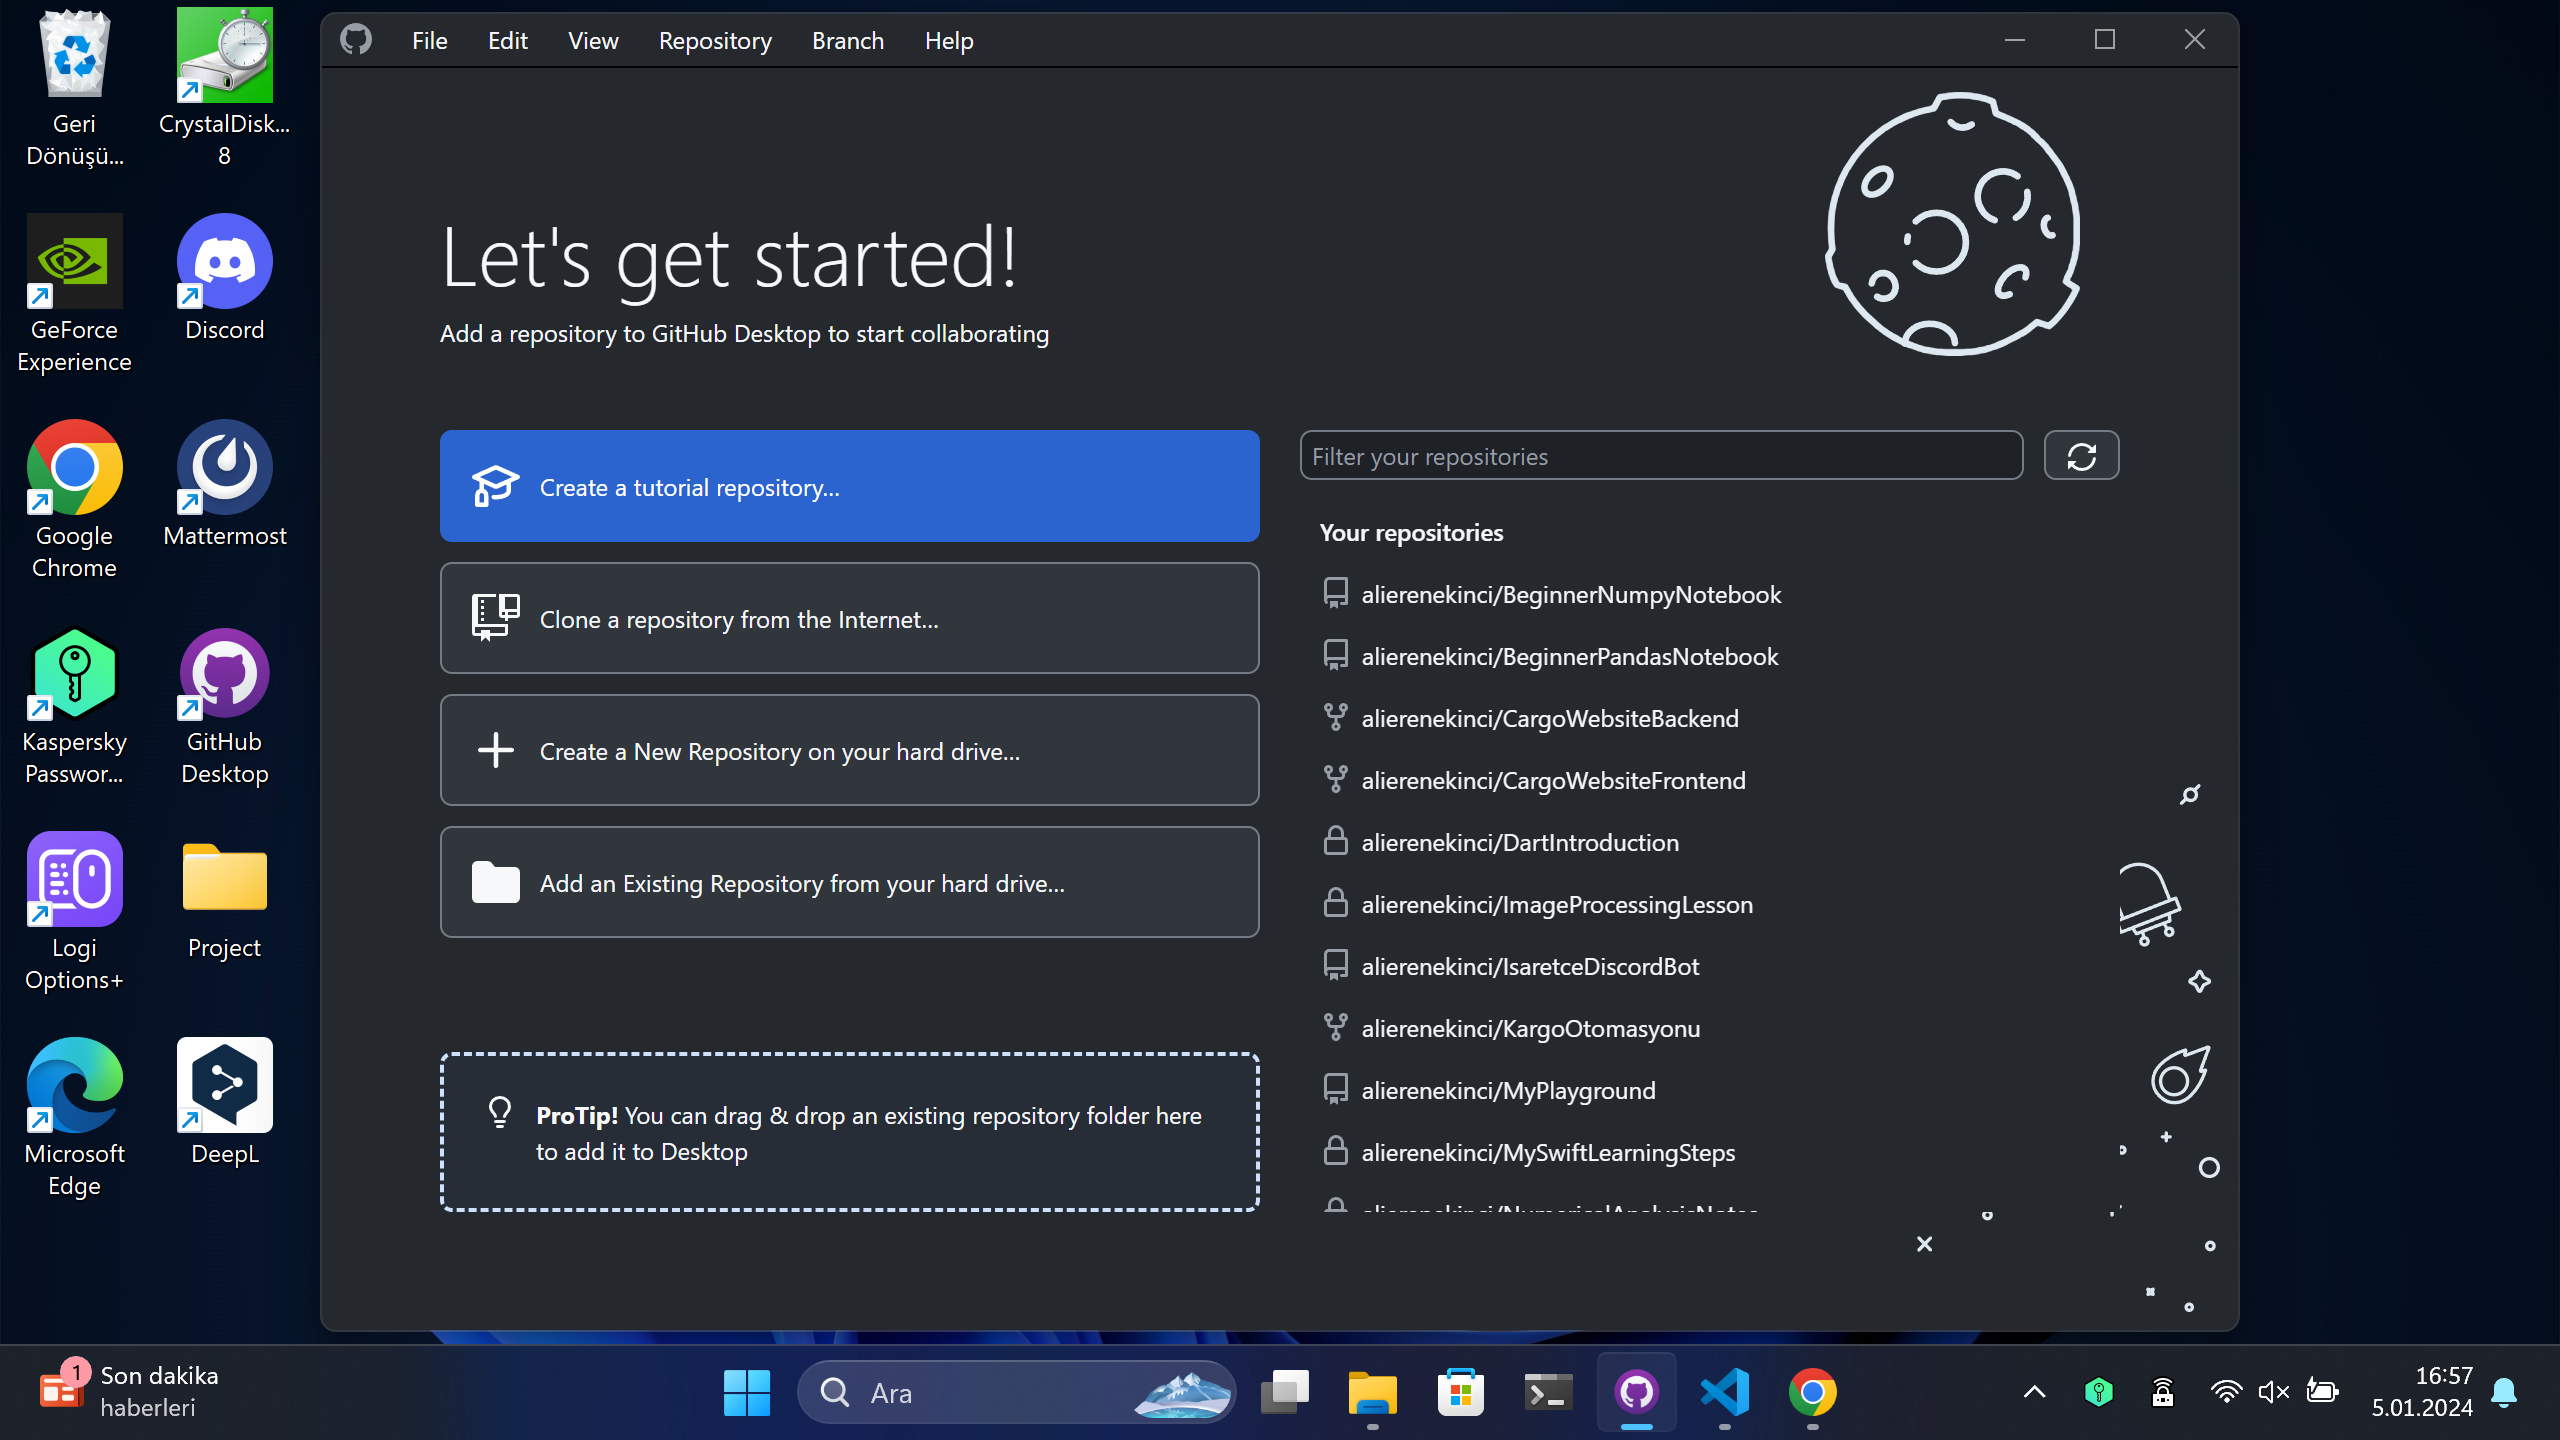 Geri
Dönüşü...
CrystalDisk...
8
GeForce
Experience
Discord
Google
Chrome
Mattermost
Kaspersky
Passwor...
GitHub
Desktop
Logi
Options+
Project
Microsoft
Edge
DeepL
File Edit View Repository Branch Help
Let's get started!
Add a repository to GitHub Desktop to start collaborating
Create a tutorial repository...
Clone a repository from the Internet...
Create a New Repository on your hard drive...
Add an Existing Repository from your hard drive...
ProTip! You can drag & drop an existing repository folder here
to add it to Desktop
Filter your repositories
Your repositories
alierenekinci/BeginnerNumpyNotebook
alierenekinci/BeginnerPandasNotebook
alierenekinci/CargoWebsiteBackend
alierenekinci/CargoWebsiteFrontend
alierenekinci/DartIntroduction
alierenekinci/ImageProcessingLesson
alierenekinci/IsaretceDiscordBot
alierenekinci/KargoOtomasyonu
alierenekinci/MyPlayground
alierenekinci/MySwiftLearningSteps
alierenekinci/NumericalAnalysisNotes
1
Son dakika
haberleri
Ara
16:57
5.01.2024